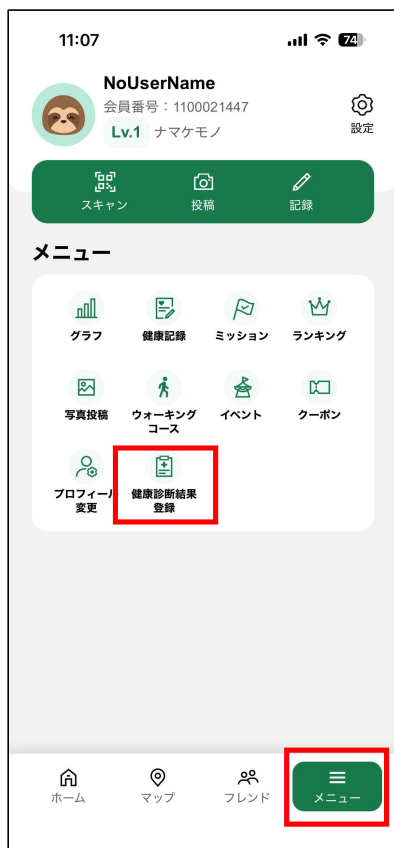 11:07
74
NoUserName
会員番号：1100021447
Lv.1 ナマケモノ
設定
スキャン 投稿 記録
メニュー
グラフ 健康記録 ミッション ランキング
写真投稿 ウォーキング イベント クーポン
コース
プロフィール 健康診断結果
変更 登録
ホーム マップ フレンド メニュー